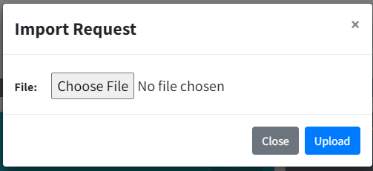 Import Request ×
File: Choose File No file chosen
Close Upload